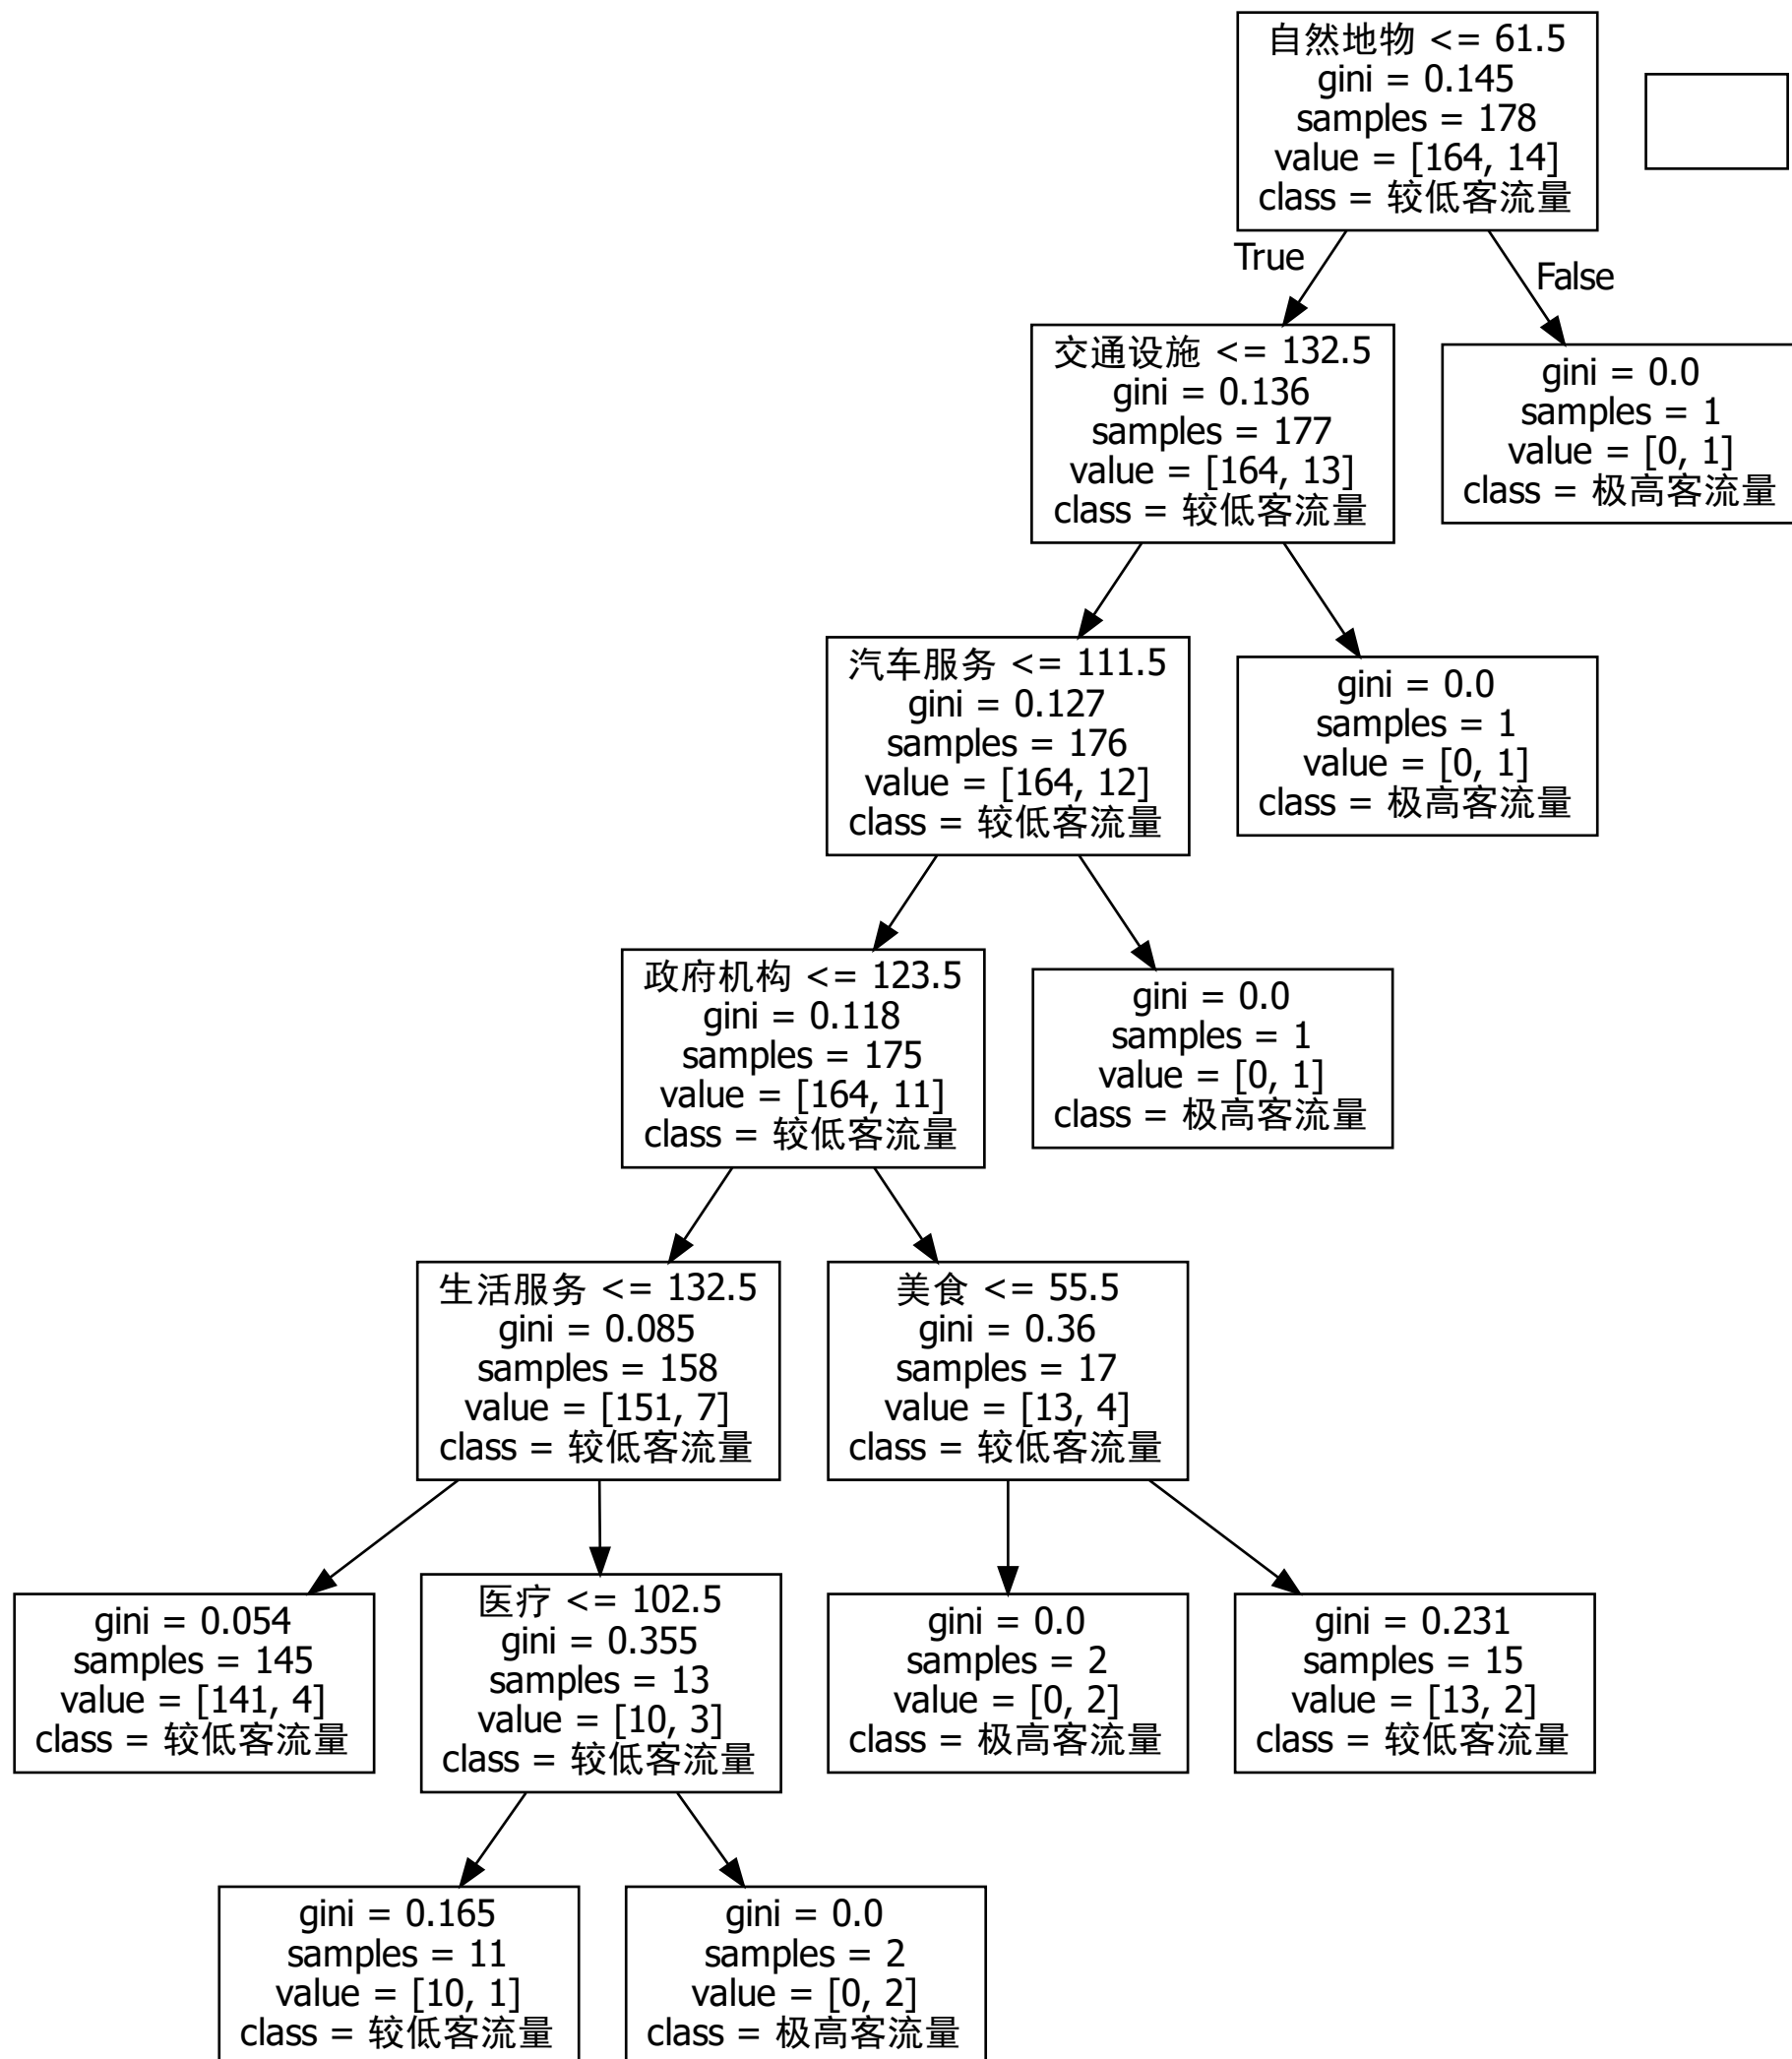 自然地物 <= 61.5
gini = 0.145
samples = 178
value = [164, 14]
class = 较低客流量
True
False
交通设施 <= 132.5
gini = 0.136
samples = 177
value = [164, 13]
class = 较低客流量
gini = 0.0
samples = 1
value = [0, 1]
class = 极高客流量
汽车服务 <= 111.5
gini = 0.127
samples = 176
value = [164, 12]
class = 较低客流量
gini = 0.0
samples = 1
value = [0, 1]
class = 极高客流量
政府机构 <= 123.5
gini = 0.118
samples = 175
value = [164, 11]
class = 较低客流量
gini = 0.0
samples = 1
value = [0, 1]
class = 极高客流量
生活服务 <= 132.5
gini = 0.085
samples = 158
value = [151, 7]
class = 较低客流量
美食 <= 55.5
gini = 0.36
samples = 17
value = [13, 4]
class = 较低客流量
gini = 0.054
samples = 145
value = [141, 4]
class = 较低客流量
医疗 <= 102.5
gini = 0.355
samples = 13
value = [10, 3]
class = 较低客流量
gini = 0.0
samples = 2
value = [0, 2]
class = 极高客流量
gini = 0.231
samples = 15
value = [13, 2]
class = 较低客流量
gini = 0.165
samples = 11
value = [10, 1]
class = 较低客流量
gini = 0.0
samples = 2
value = [0, 2]
class = 极高客流量